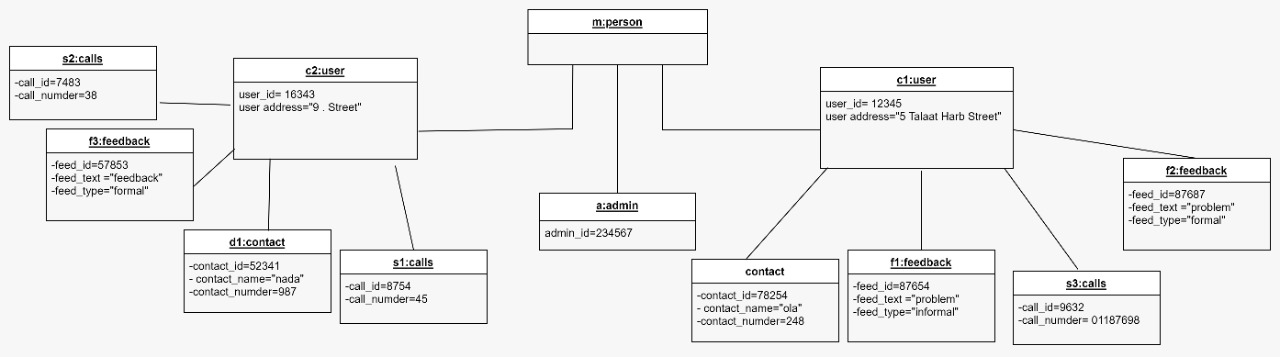 m:person
s2:calls
-call_id=7483
-call_numder=38
c2:user
user_id= 16343
user address="9 . Street"
c1:user
user_id= 12345
user address="5 Talaat Harb Street"
f3:feedback
-feed_id=57853
-feed_text ="feedback"
-feed_type="formal"
f2:feedback
-feed_id=87687
-feed_text ="problem"
-feed_type="formal"
a:admin
admin_id=234567
d1:contact
-contact_id=52341
- contact_name="nada"
-contact_numder=987
s1:calls
-call_id=8754
-call_numder=45
contact
-contact_id=78254
- contact_name="ola"
-contact_numder=248
f1:feedback
-feed_id=87654
-feed_text ="problem"
-feed_type="informal"
s3:calls
-call_id=9632
-call_numder= 01187698